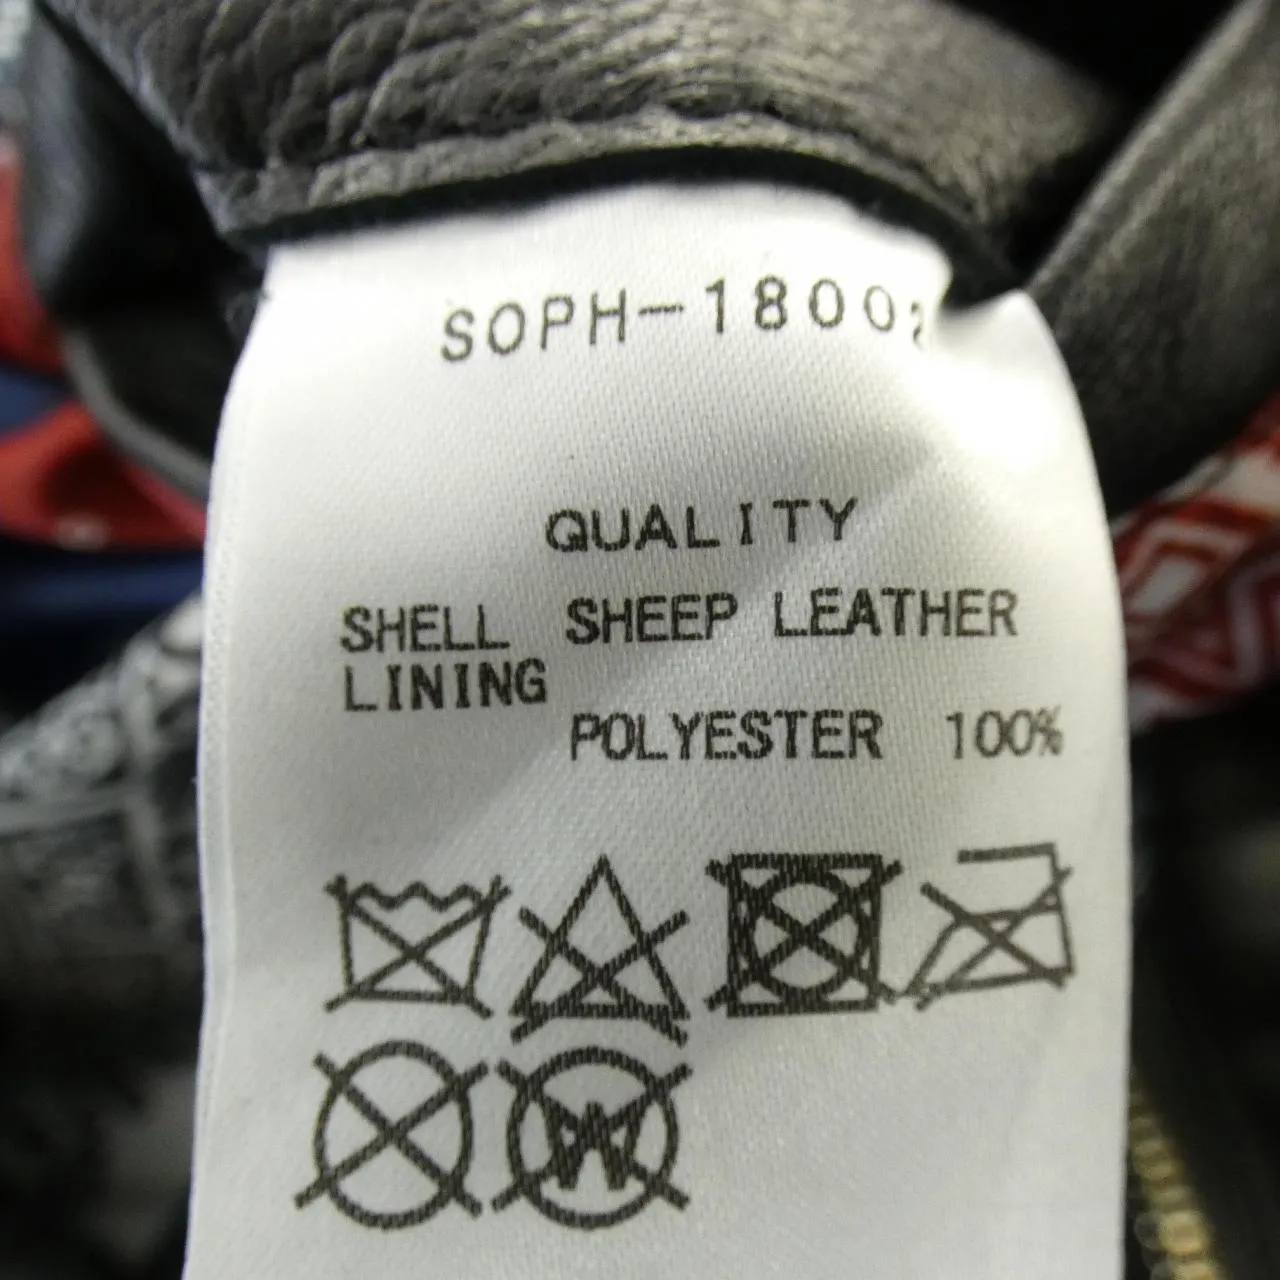 SOPH-1800
QUALITY
SHELL SHEEP LEATHER
LINING
POLYESTER 100%
W